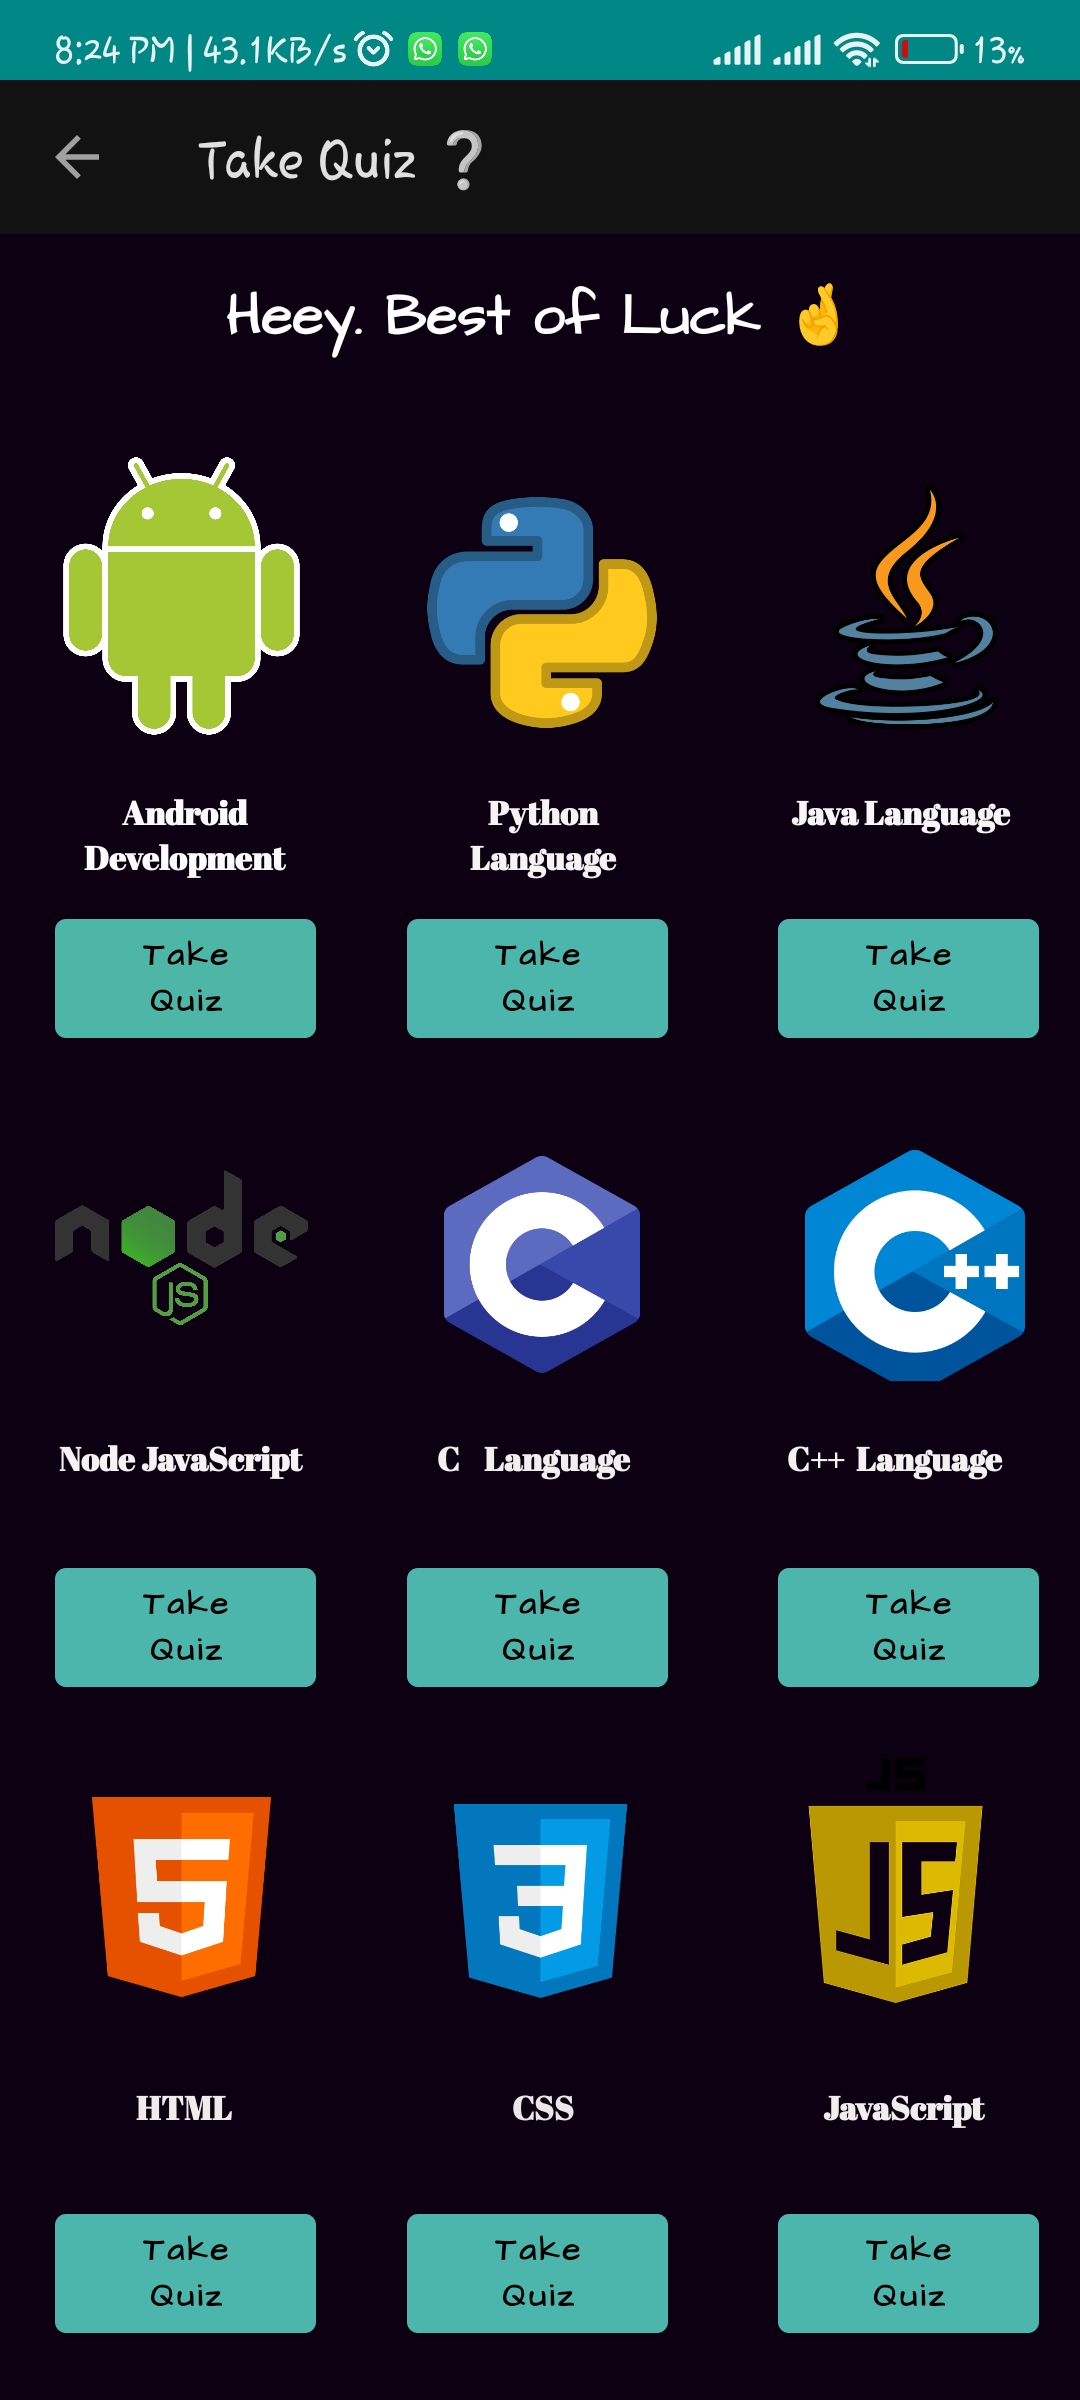 8:24 PM | 43.1KB/s 13%
Take Quiz ❔
Heey. Best of Luck 🤞
Android
Development
Python
Language
Java Language
Take
Quiz
Take
Quiz
Take
Quiz
node
JS
C
C++
Node JavaScript
C Language
C++ Language
Take
Quiz
Take
Quiz
Take
Quiz
JS
5
3
JS
HTML
CSS
JavaScript
Take
Quiz
Take
Quiz
Take
Quiz